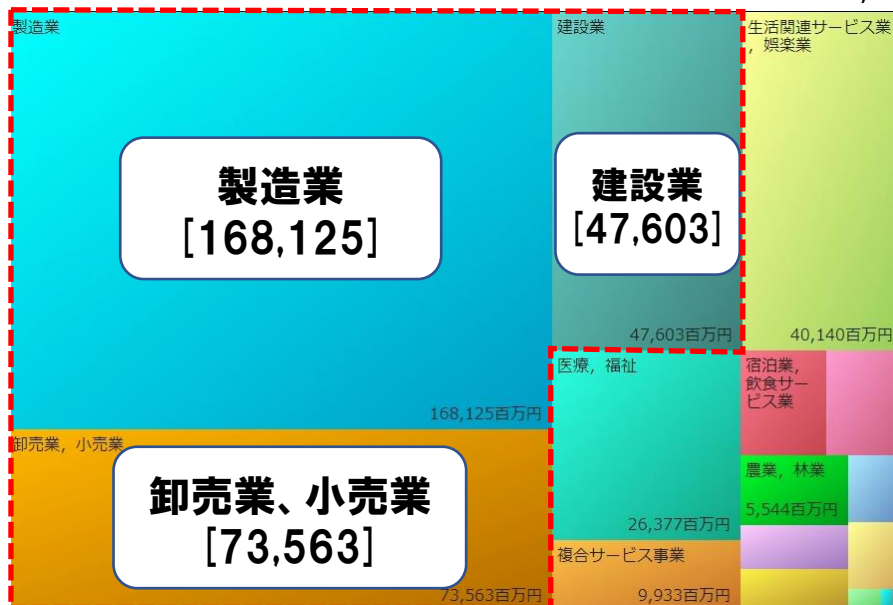 製造業
製造業
[168,125]
168,125百万円
建設業
建設業
[47,603]
47,603百万円
生活関連サービス業
，娯楽業
40,140百万円
卸売業，小売業
卸売業、小売業
[73,563]
73,563百万円
医療，福祉
26,377百万円
複合サービス事業
9,933百万円
宿泊業，
飲食サー
ビス業
農業，林業
5,544百万円